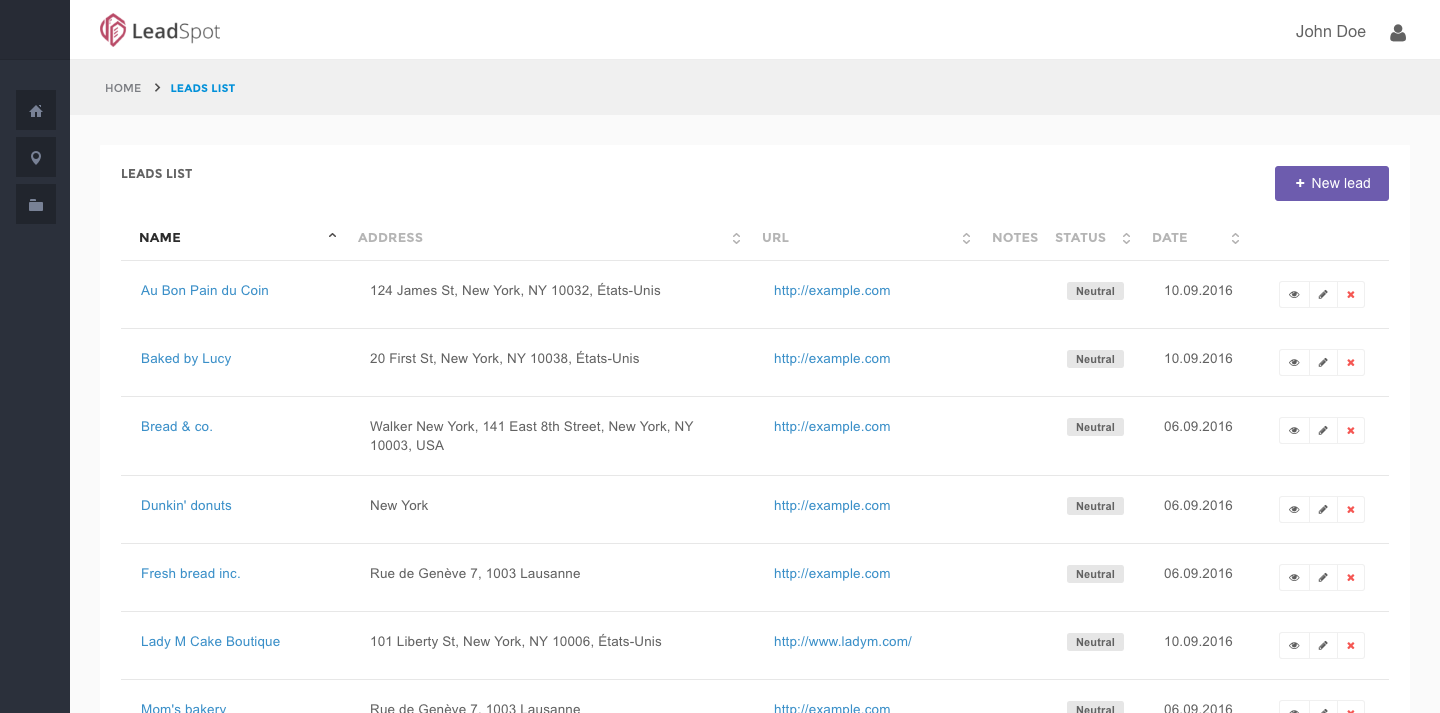 LeadSpot
John Doe
HOME LEADS LIST
LEADS LIST
+ New lead
NAME ADDRESS URL NOTES STATUS DATE
Au Bon Pain du Coin 124 James St, New York, NY 10032, États-Unis http://example.com Neutral 10.09.2016
Baked by Lucy 20 First St, New York, NY 10038, États-Unis http://example.com Neutral 10.09.2016
Bread & co. Walker New York, 141 East 8th Street, New York, NY http://example.com Neutral 06.09.2016
10003, USA
Dunkin' donuts New York http://example.com Neutral 06.09.2016
Fresh bread inc. Rue de Genève 7, 1003 Lausanne http://example.com Neutral 06.09.2016
Lady M Cake Boutique 101 Liberty St, New York, NY 10006, États-Unis http://www.ladym.com/ Neutral 10.09.2016
Mom's bakery Rue de Genève 7, 1003 Lausanne http://example.com Neutral 06.09.2016